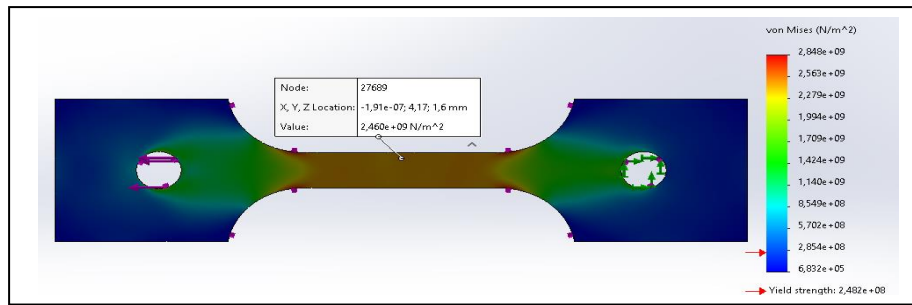 von Mises (N/m^2)
2,848e+09
2,563e+09
2,279e+09
1,994e+09
1,709e+09
1,424e+09
1,140e+09
8,549e+08
5,702e+08
2,854e+08
6,832e+05
Yield strength: 2,482e+08
Node: 27689
X, Y, Z Location: -1,91e-07; 4,17; 1,6 mm
Value: 2,460e+09 N/m^2